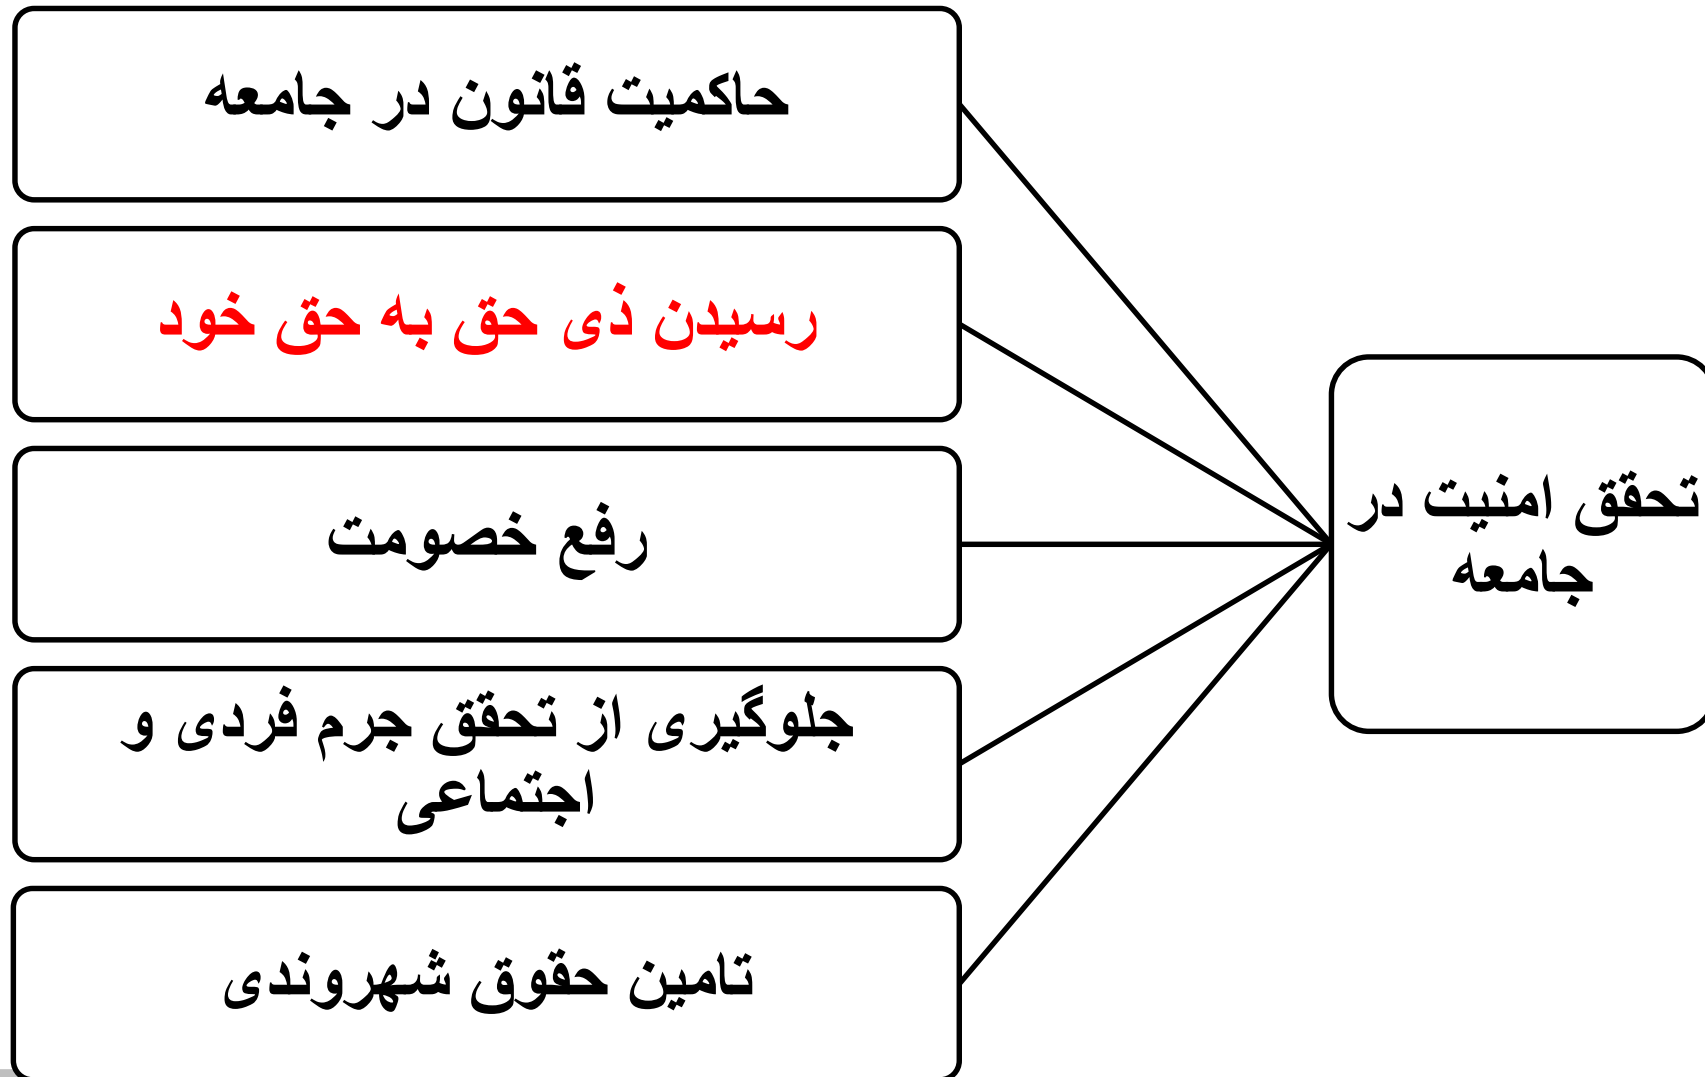 تحقق امنیت در
جامعه
حاکمیت قانون در جامعه
رسیدن ذی حق به حق خود
رفع خصومت
جلوگیری از تحقق جرم فردی و
اجتماعی
تامین حقوق شهروندی